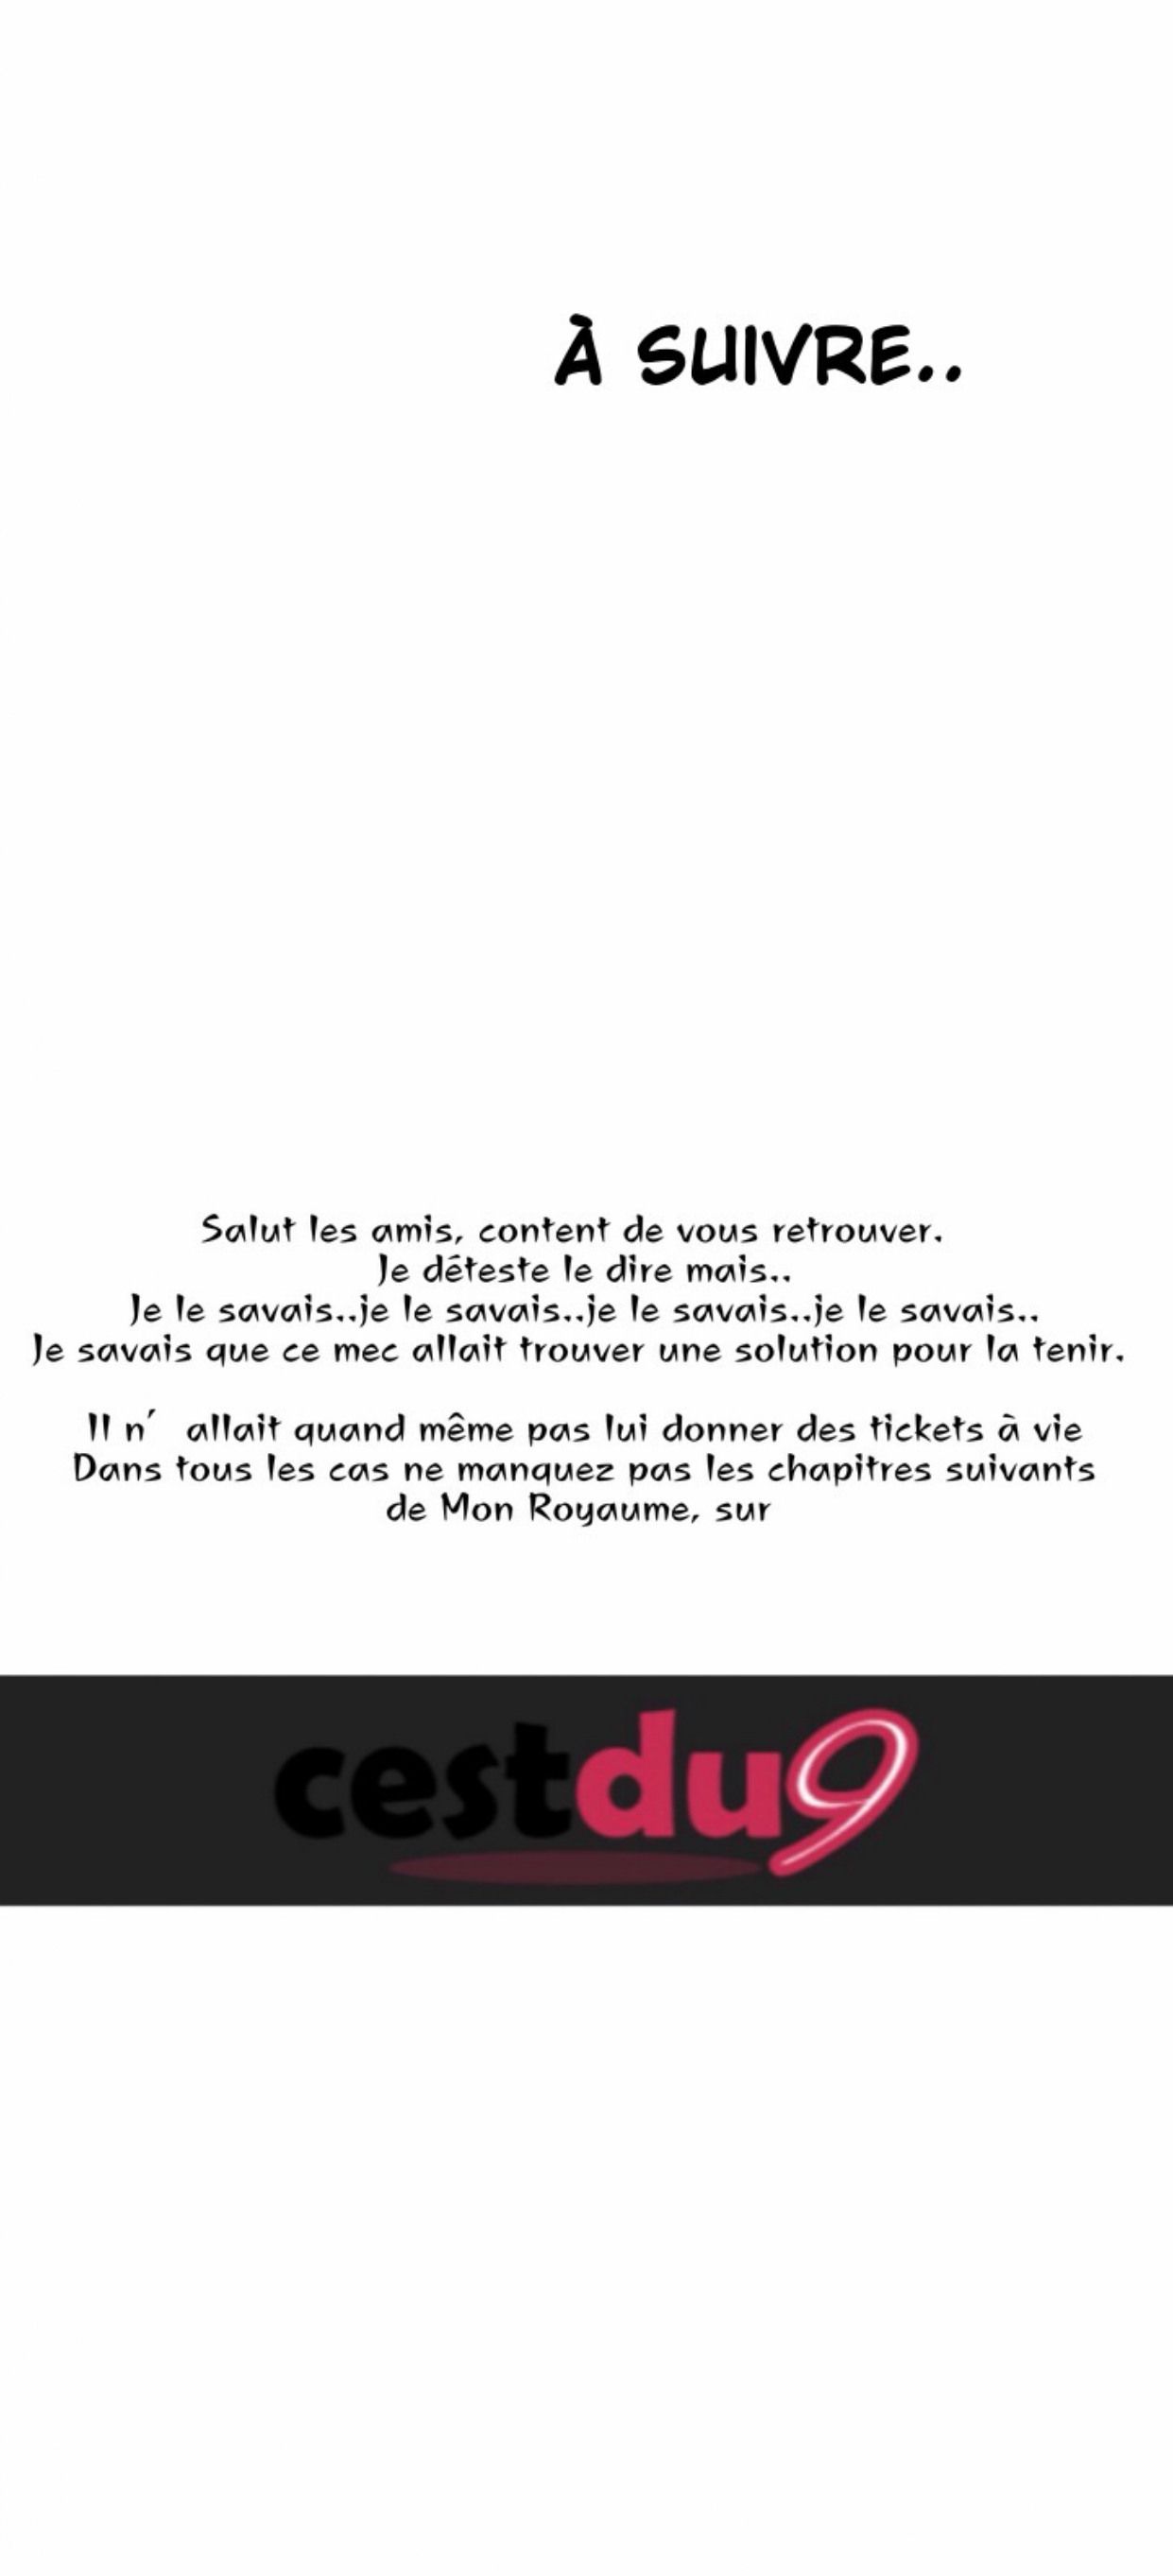 À SUIVRE..
Salut les amis, content de vous retrouver.
Je déteste le dire mais..
Je le savais..je le savais..je le savais..je le savais..
Je savais que ce mec allait trouver une solution pour la tenir.
Il n' allait quand même pas lui donner des tickets à vie
Dans tous les cas ne manquez pas les chapitres suivants
de Mon Royaume, sur
cestdu9